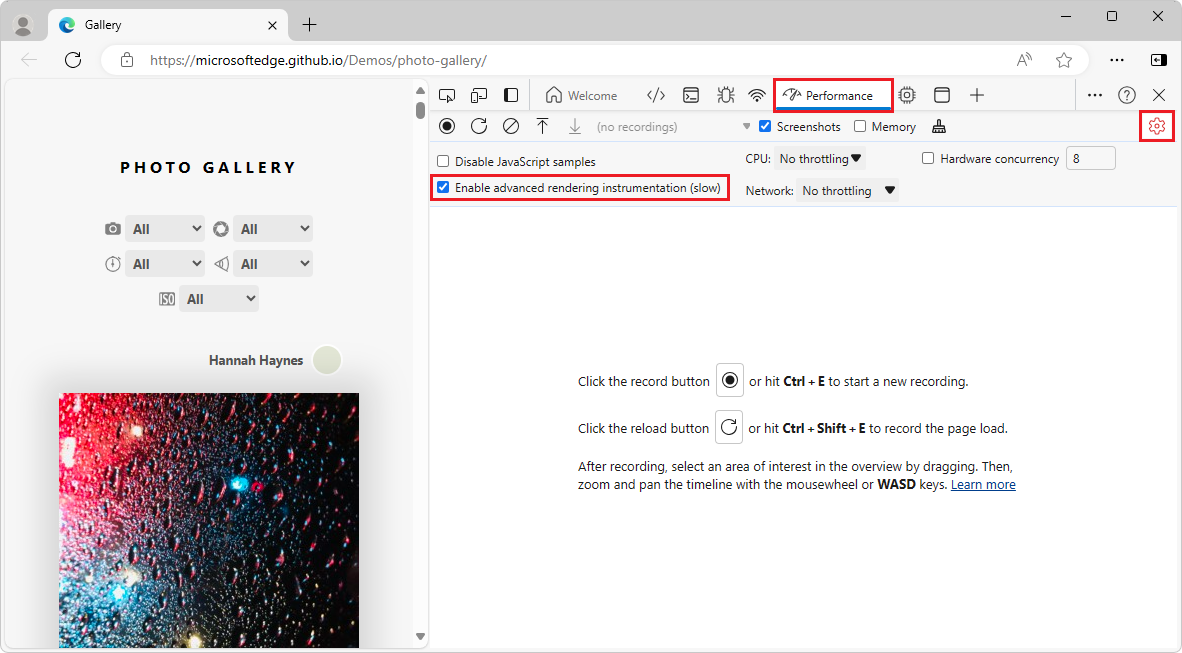 Gallery
https://microsoftedge.github.io/Demos/photo-gallery/
PHOTO GALLERY
All
All
All
All
ISO
All
Hannah Haynes
Welcome
Performance
(no recordings)
Screenshots
Memory
Disable JavaScript samples
CPU: No throttling
Hardware concurrency 8
Enable advanced rendering instrumentation (slow)
Network: No throttling
Click the record button or hit Ctrl + E to start a new recording.
Click the reload button or hit Ctrl + Shift + E to record the page load.
After recording, select an area of interest in the overview by dragging. Then,
zoom and pan the timeline with the mousewheel or WASD keys. Learn more